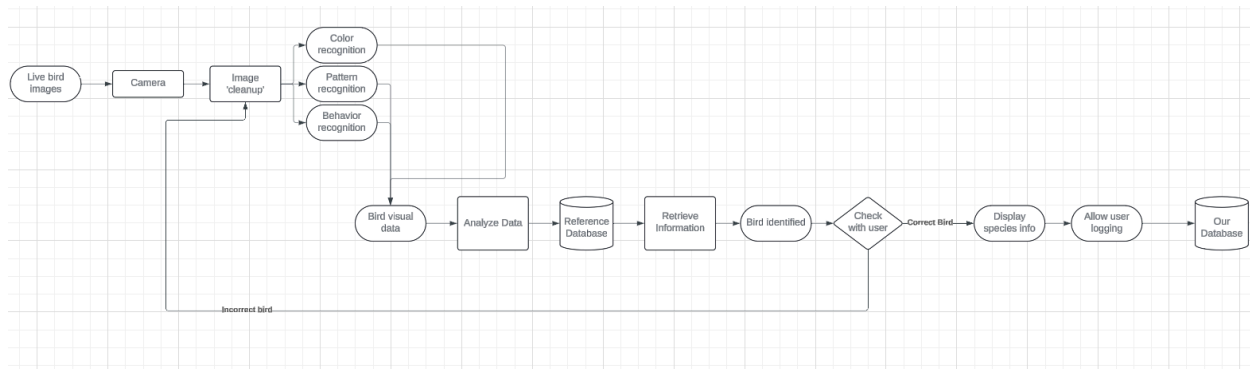 Live bird
images
Camera
Image
'cleanup'
Color
recognition
Pattern
recognition
Behavior
recognition
Bird visual
data
Analyze Data
Reference
Database
Retrieve
Information
Bird identified
Check
with user
Correct Bird
Display
species info
Allow user
logging
Our
Database
Incorrect bird